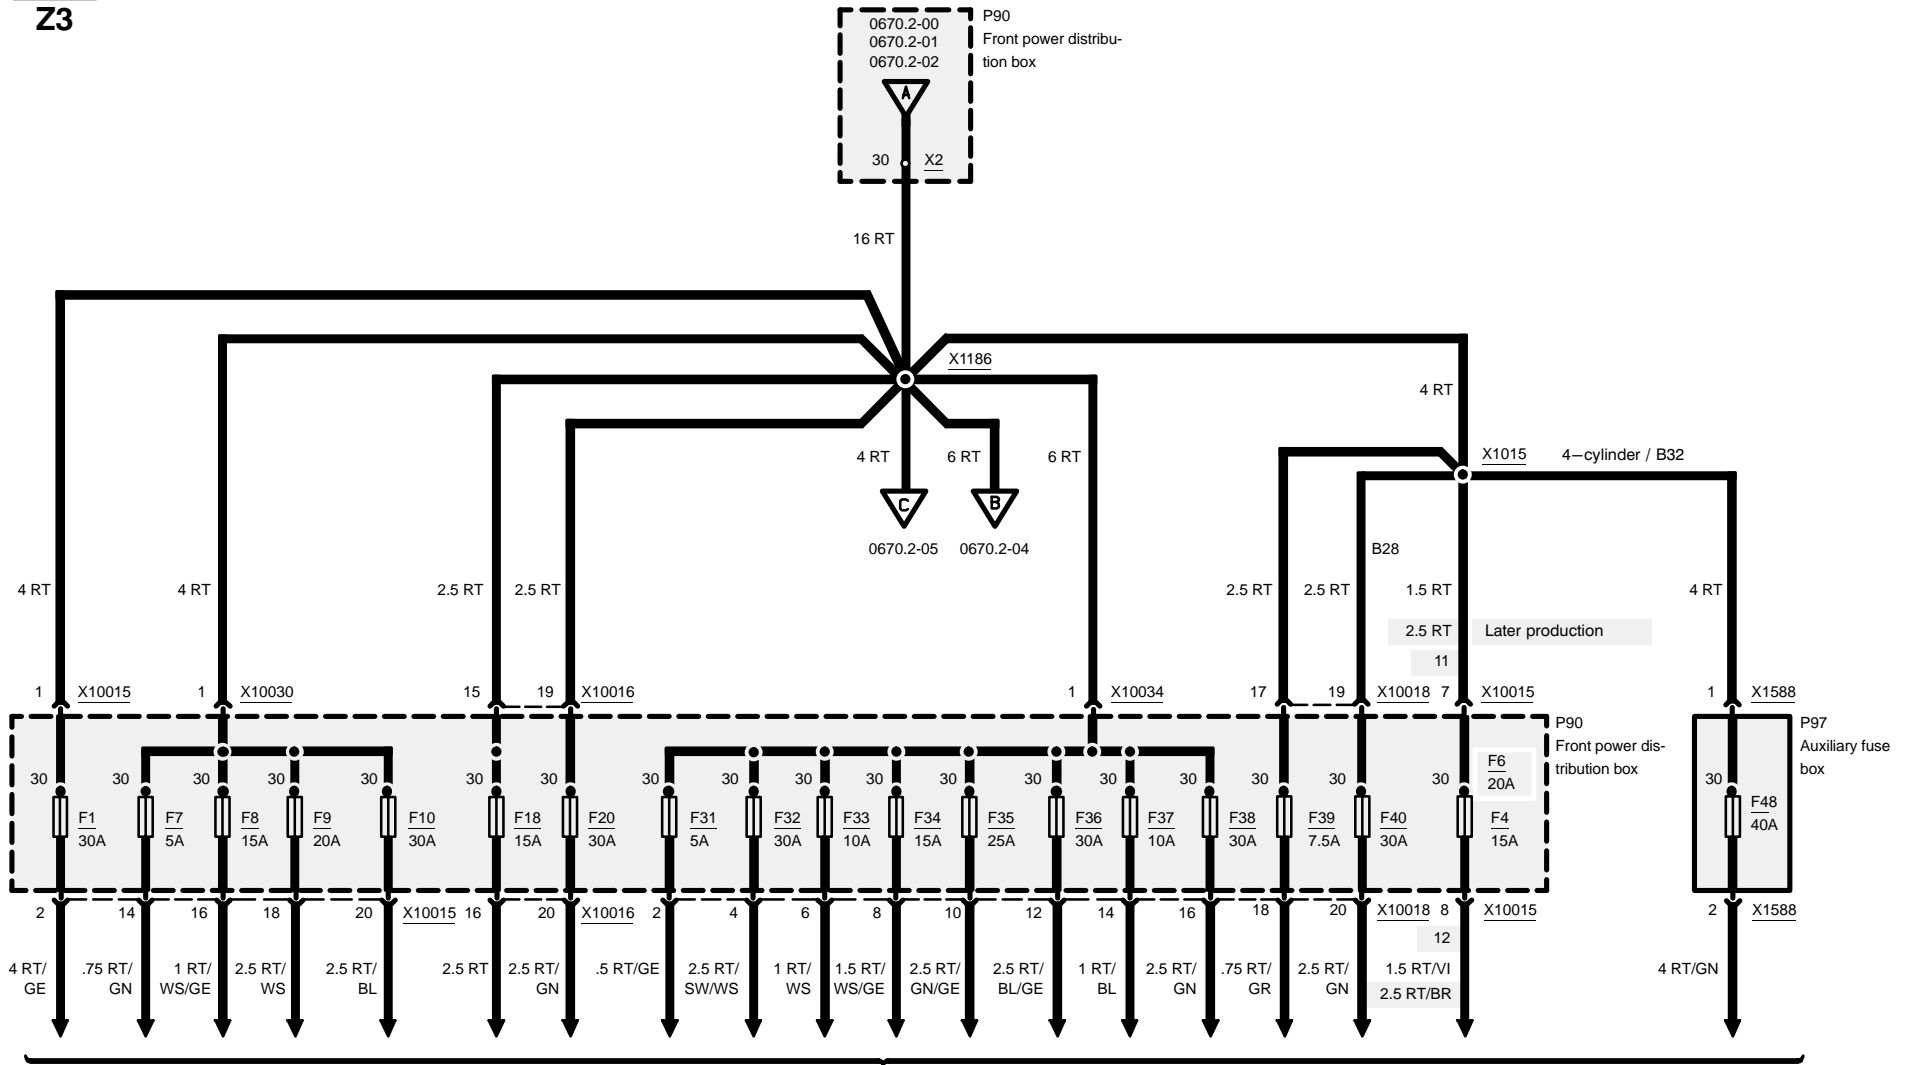 Z3
0670.2-00
0670.2-01
0670.2-02
A
30 X2
P90
Front power distribu-
tion box
16 RT
X1186
4 RT
4 RT 6 RT 6 RT
X1015 4–cylinder / B32
C B
0670.2-05 0670.2-04
B28
4 RT 4 RT 2.5 RT 2.5 RT 2.5 RT 2.5 RT 1.5 RT 4 RT
2.5 RT Later production
11
1 X10015 1 X10030 15 19 X10016 1 X10034 17 19 X10018 7 X10015 1 X1588
P90
Front power dis-
tribution box
P97
Auxiliary fuse
box
F6
20A
30 30 30 30 30 30 30 30 30 30 30 30 30 30 30 30 30 30 30
F1 F7 F8 F9 F10 F18 F20 F31 F32 F33 F34 F35 F36 F37 F38 F39 F40 F4 F48
30A 5A 15A 20A 30A 15A 30A 5A 30A 10A 15A 25A 30A 10A 30A 7.5A 30A 15A 40A
2 14 16 18 20 X10015 16 20 X10016 2 4 6 8 10 12 14 16 18 20 X10018 8 X10015 2 X1588
12
4 RT/ .75 RT/ 1 RT/ 2.5 RT/ 2.5 RT/ 2.5 RT 2.5 RT/ .5 RT/GE 2.5 RT/ 1 RT/ 1.5 RT/ 2.5 RT/ 2.5 RT/ 1 RT/ 2.5 RT/ .75 RT/ 2.5 RT/ 1.5 RT/VI 4 RT/GN
GE GN WS/GE WS BL GN SW/WS WS WS/GE GN/GE BL/GE BL GN GR GN 2.5 RT/BR